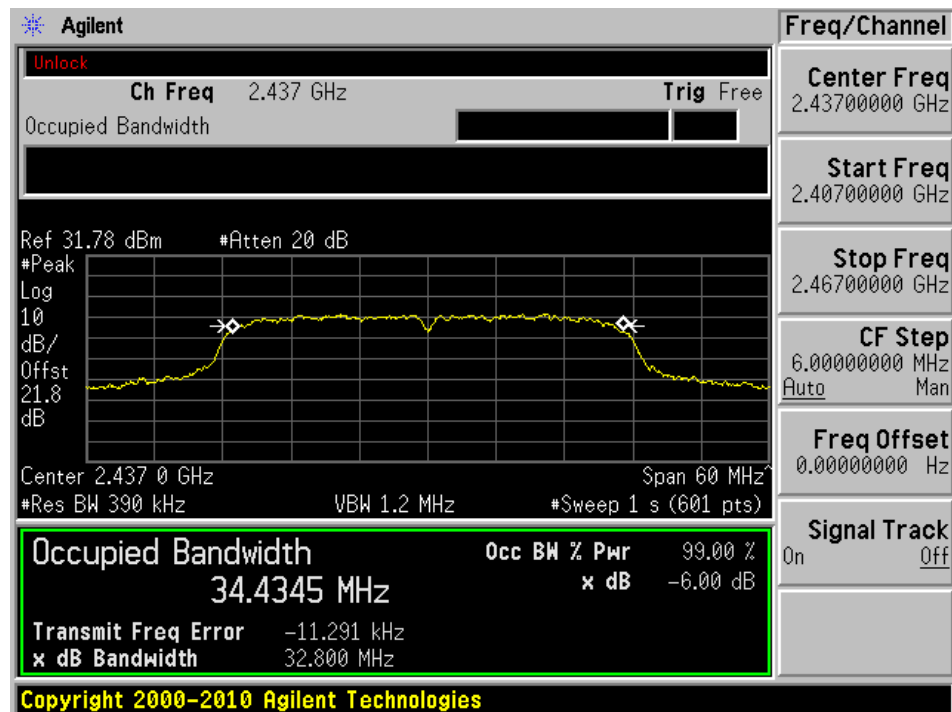 Agilent
Freq/Channel
Unlock
Ch Freq 2.437 GHz Trig Free
Occupied Bandwidth
Center Freq
2.43700000 GHz
Start Freq
2.40700000 GHz
Stop Freq
2.46700000 GHz
CF Step
6.00000000 MHz
Auto Man
Freq Offset
0.00000000 Hz
Signal Track
On Off
Ref 31.78 dBm #Atten 20 dB
#Peak
Log
10
dB/
Offst
21.8
dB
Center 2.437 0 GHz Span 60 MHz^
#Res BW 390 kHz VBW 1.2 MHz #Sweep 1 s (601 pts)
Occupied Bandwidth Occ BW % Pwr 99.00 %
34.4345 MHz x dB -6.00 dB
Transmit Freq Error -11.291 kHz
x dB Bandwidth 32.800 MHz
Copyright 2000-2010 Agilent Technologies